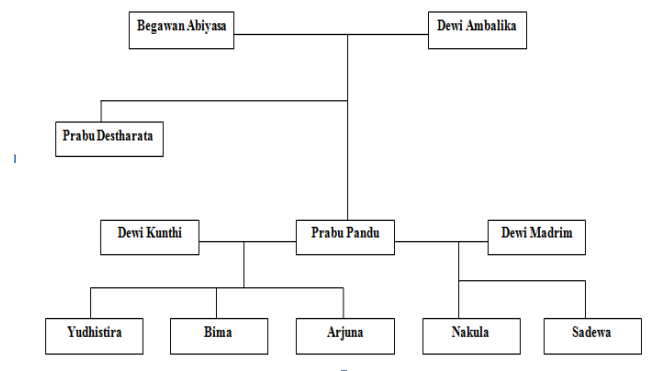 Begawan Abiyasa
Dewi Ambalika
Prabu Destharata
Dewi Kunthi
Prabu Pandu
Dewi Madrim
Yudhistira
Bima
Arjuna
Nakula
Sadewa